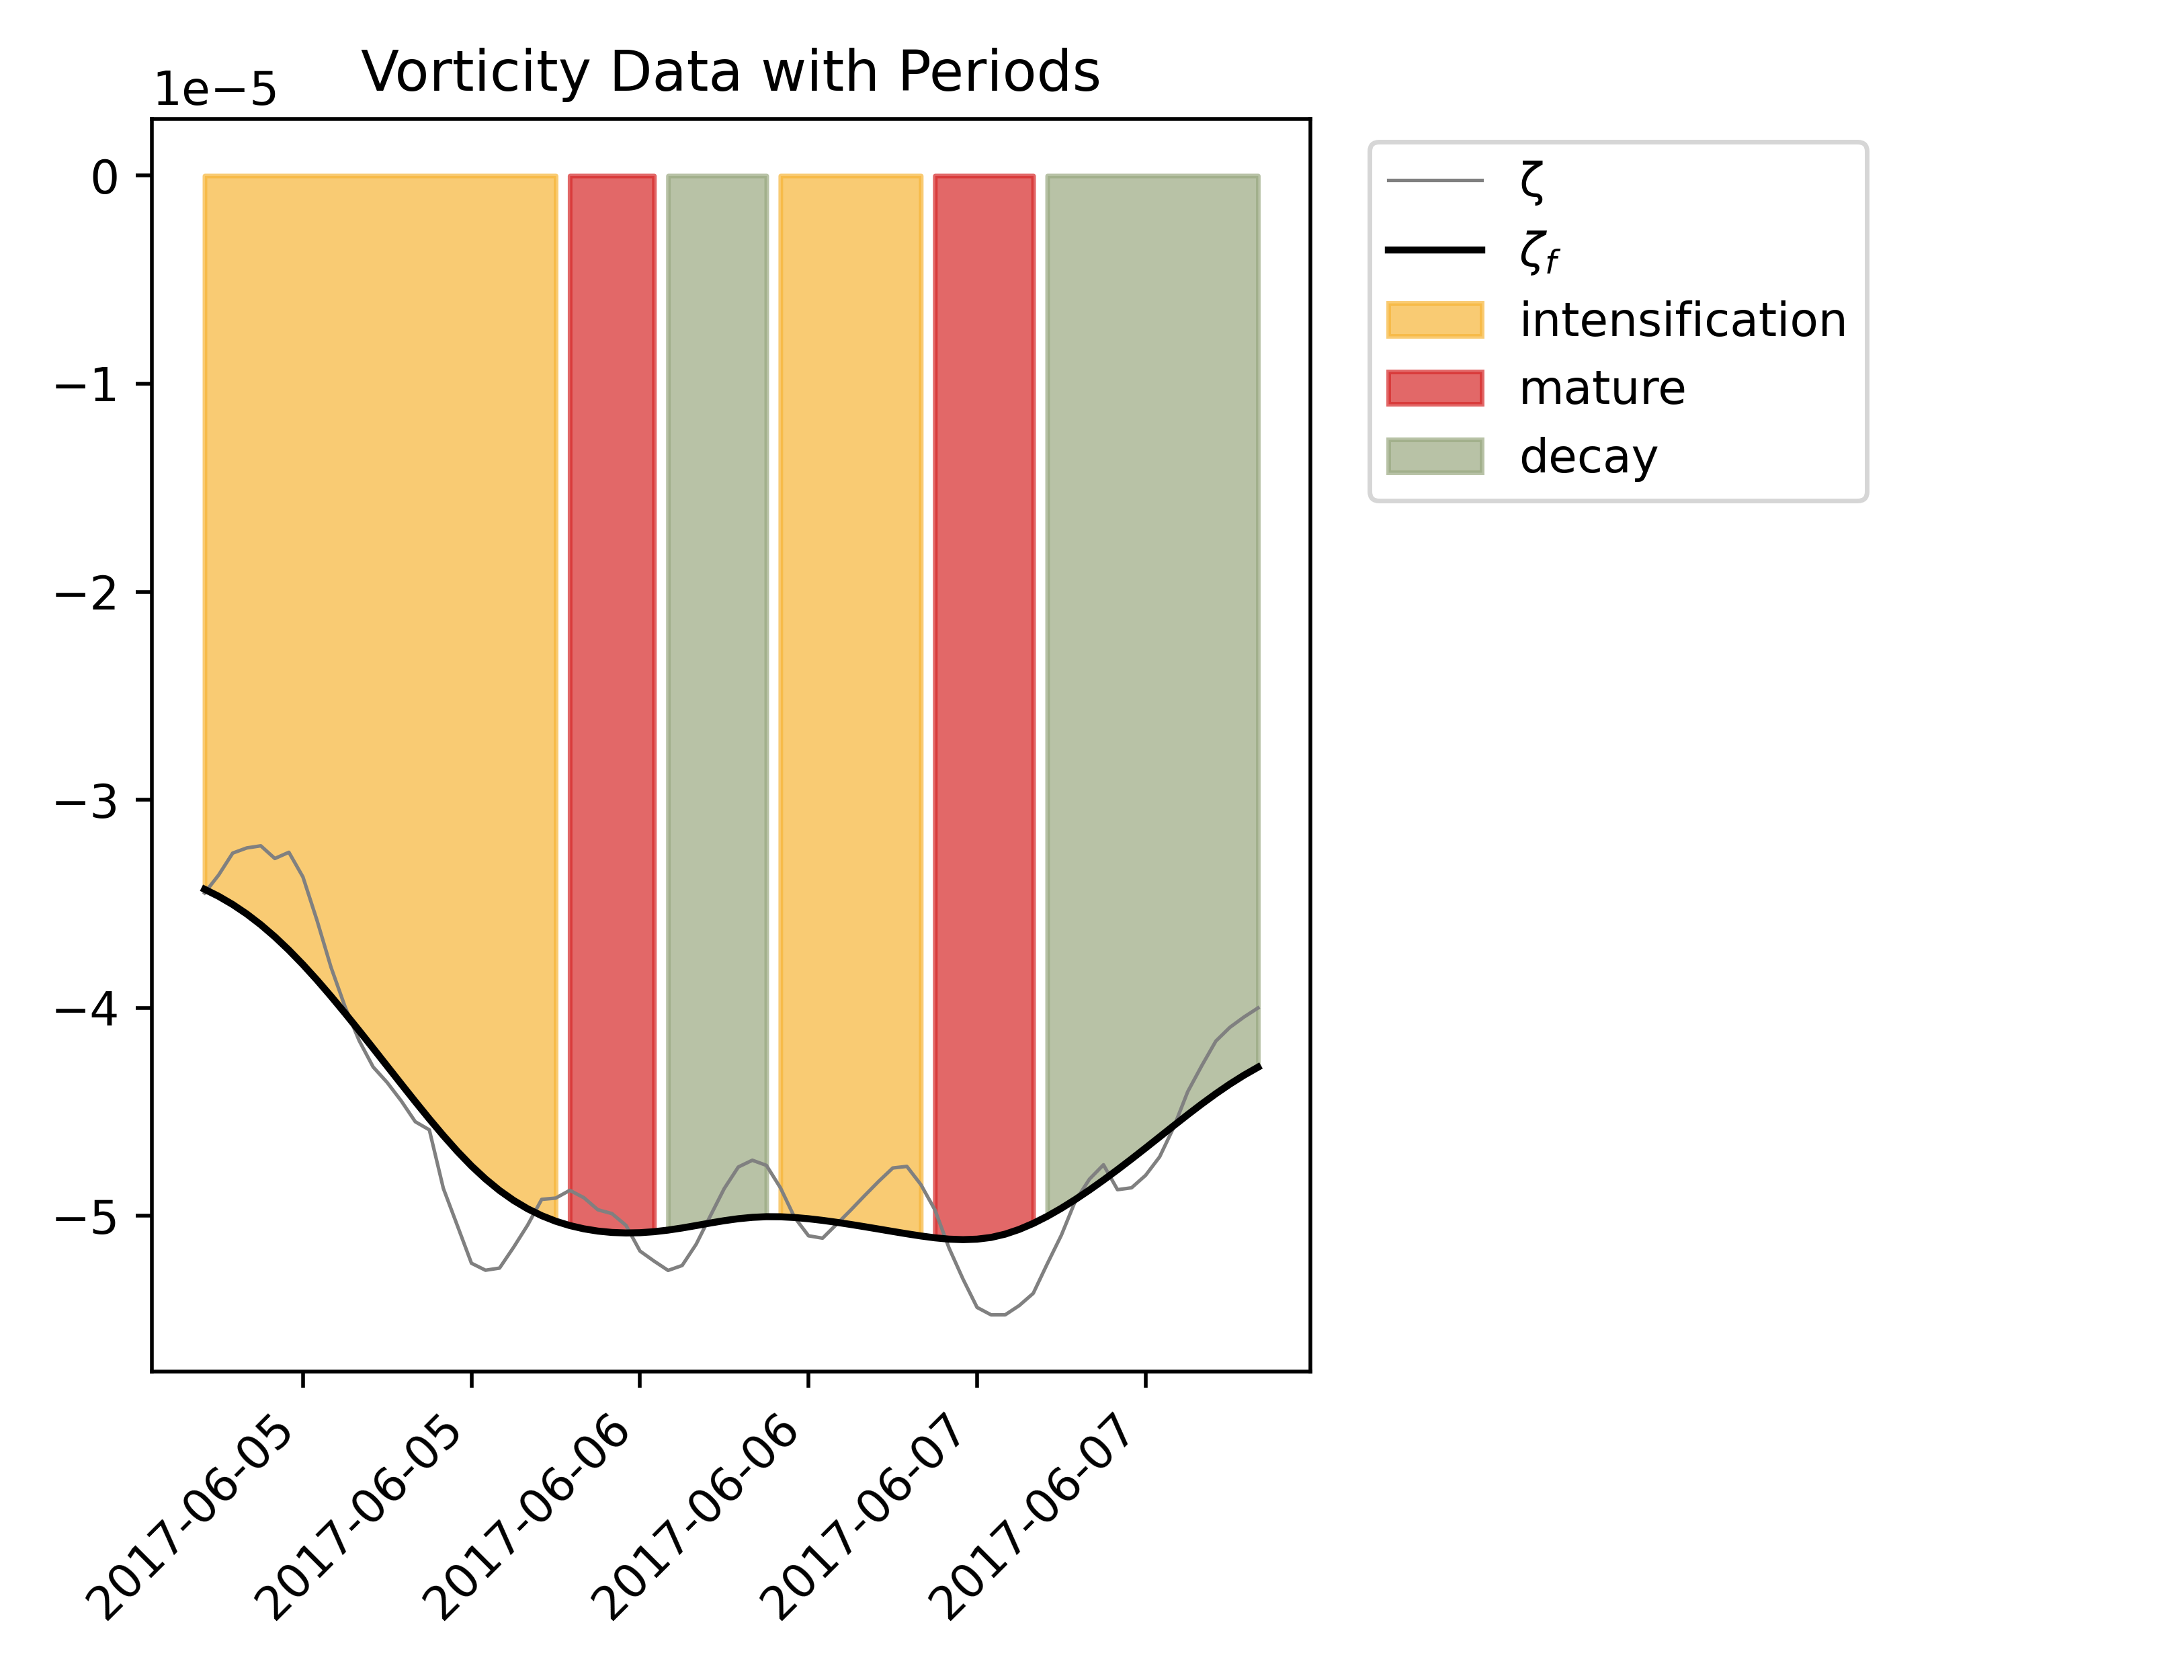 Vorticity Data with Periods
1e−5
0
−1
−2
−3
−4
−5
2017-06-05
2017-06-05
2017-06-06
2017-06-06
2017-06-07
2017-06-07
ζ
ζf
intensification
mature
decay